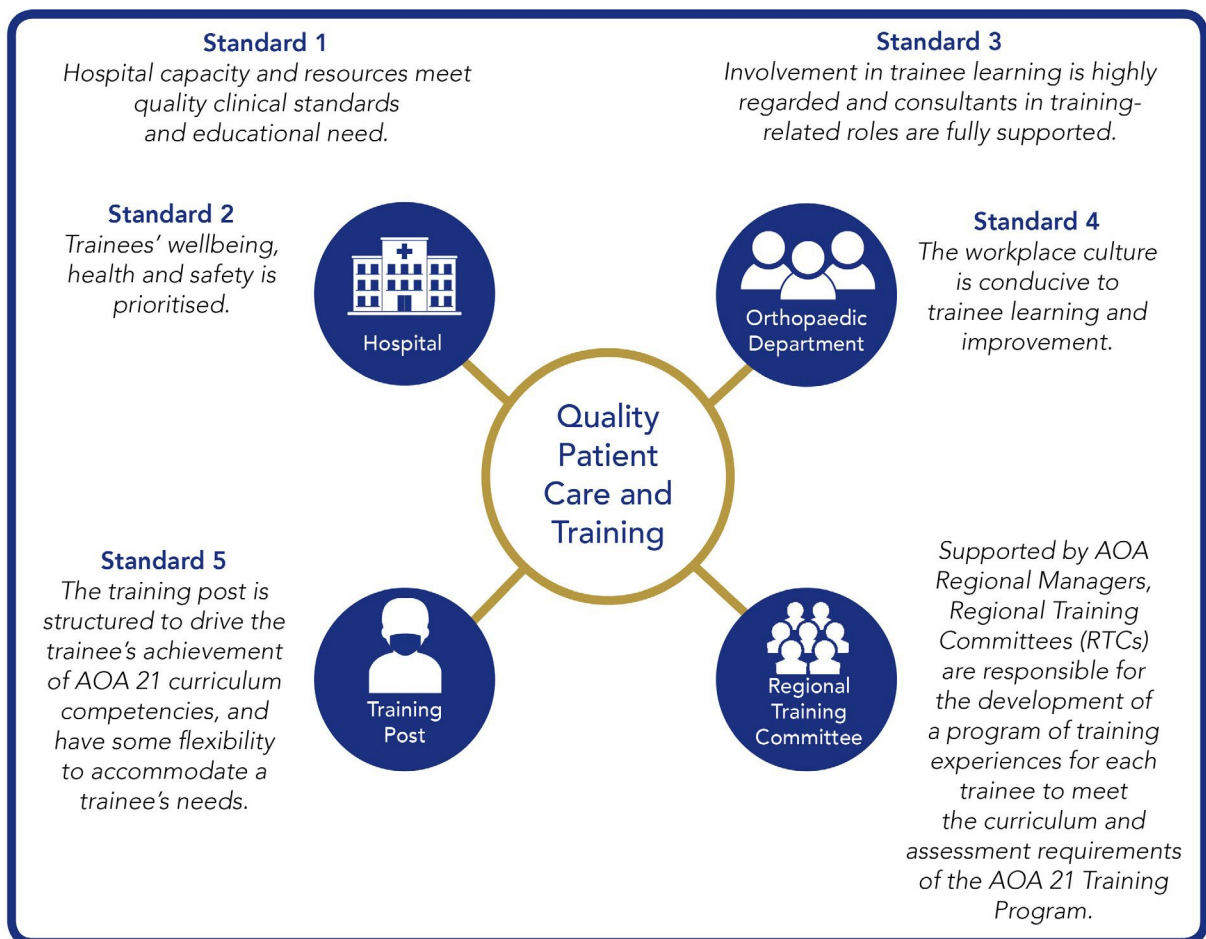 Standard 1
Hospital capacity and resources meet
quality clinical standards
and educational need.
Standard 3
Involvement in trainee learning is highly
regarded and consultants in training-
related roles are fully supported.
Standard 2
Trainees’ wellbeing,
health and safety is
prioritised.
Hospital
Orthopaedic
Department
Standard 4
The workplace culture
is conducive to
trainee learning and
improvement.
Quality
Patient
Care and
Training
Standard 5
The training post is
structured to drive the
trainee’s achievement
of AOA 21 curriculum
competencies, and
have some flexibility
to accommodate a
trainee’s needs.
Training
Post
Regional
Training
Committee
Supported by AOA
Regional Managers,
Regional Training
Committees (RTCs)
are responsible for
the development of
a program of training
experiences for each
trainee to meet
the curriculum and
assessment requirements
of the AOA 21 Training
Program.